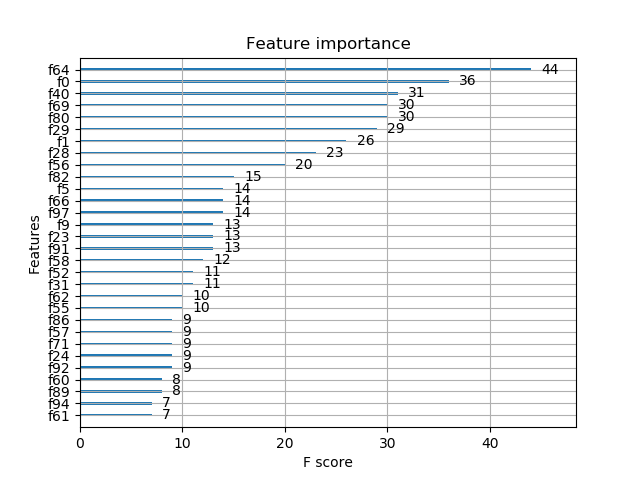 Feature importance
Features
f64 44
f0 36
f40 31
f69 30
f80 30
f29 29
f1 26
f28 23
f56 20
f82 15
f5 14
f66 14
f97 14
f9 13
f23 13
f91 13
f58 12
f52 11
f31 11
f62 10
f55 10
f86 9
f57 9
f71 9
f24 9
f92 9
f60 8
f89 8
f94 7
f61 7
0 10 20 30 40
F score